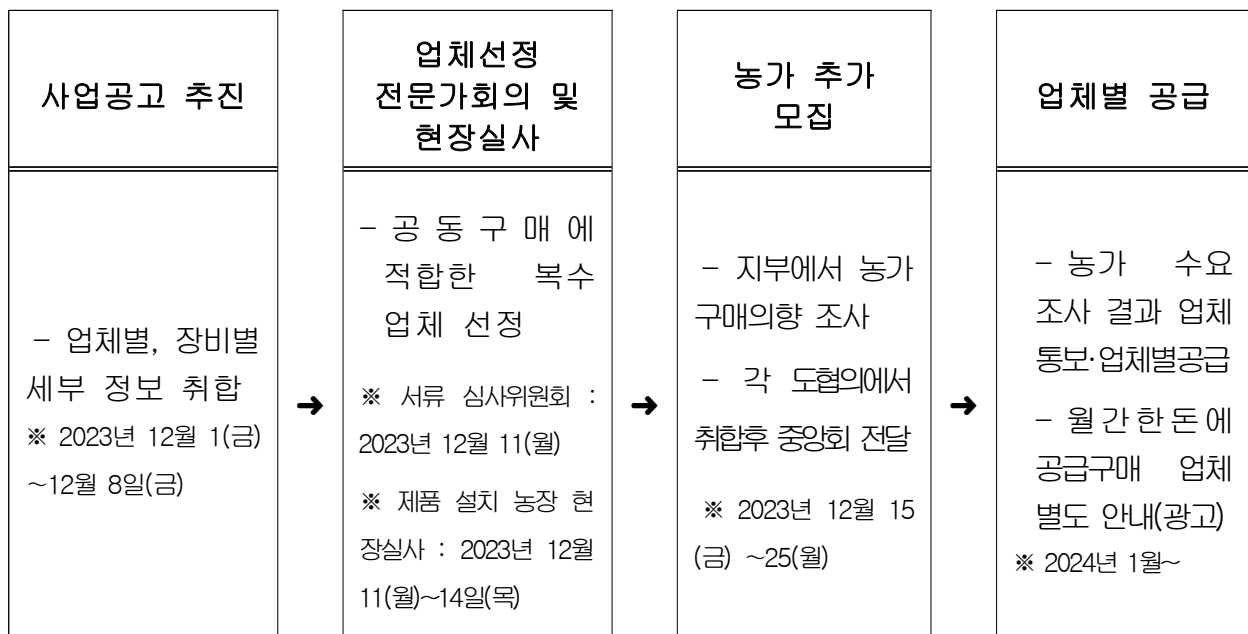 사업공고 추진
- 업체별, 장비별
세부 정보 취합
※ 2023년 12월 1(금)
~12월 8일(금)
➜
업체선정
전문가회의 및
현장실사
- 공동구매에
적합한 복수
업체 선정
※ 서류 심사위원회 :
2023년 12월 11(월)
※ 제품 설치 농장 현
장실사 : 2023년 12월
11(월)~14일(목)
➜
농가 추가
모집
- 지부에서 농가
구매의향 조사
- 각 도협의에서
취합후 중앙회 전달
※ 2023년 12월 15
(금) ~25(월)
➜
업체별 공급
- 농가 수요
조사 결과 업체
통보·업체별공급
- 월간한돈에
공급구매 업체
별도 안내(광고)
※ 2024년 1월~